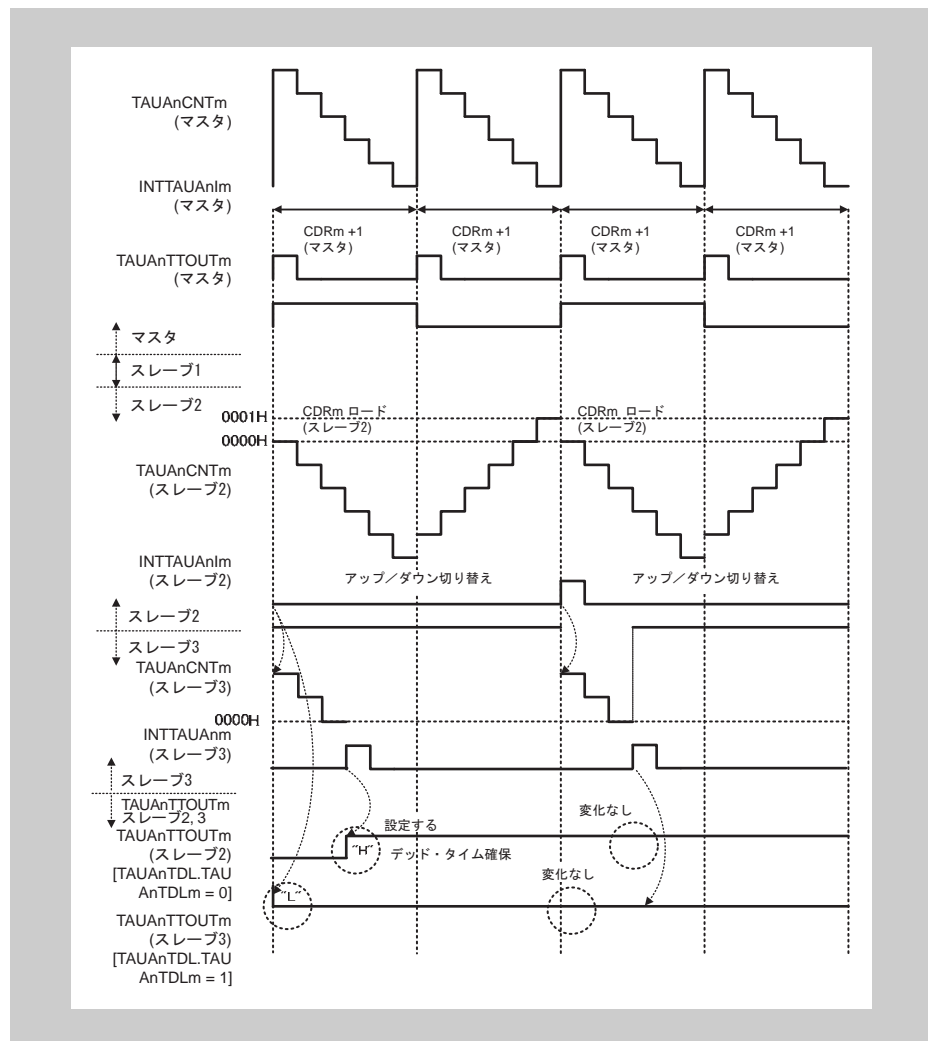 TAUAnCNTm
(マスタ)
INTTAUAnIm
(マスタ)
CDRm +1
(マスタ)
CDRm +1
(マスタ)
CDRm +1
(マスタ)
CDRm +1
(マスタ)
TAUAnTTOUTm
(マスタ)
マスタ
スレーブ1
スレーブ2
0001H
CDRm ロード
(スレーブ2)
CDRm ロード
(スレーブ2)
0000H
TAUAnCNTm
(スレーブ2)
INTTAUAnIm
(スレーブ2)
アップ／ダウン切り替え
アップ／ダウン切り替え
スレーブ2
スレーブ3
TAUAnCNTm
(スレーブ3)
0000H
INTTAUAnm
(スレーブ3)
スレーブ3
TAUAnTTOUTm
スレーブ2, 3
TAUAnTTOUTm
(スレーブ2)
[TAUAnTDL.TAU
AnTDLm = 0]
設定する
"H"
デッド・タイム確保
変化なし
変化なし
"L"
TAUAnTTOUTm
(スレーブ3)
[TAUAnTDL.TAU
AnTDLm = 1]